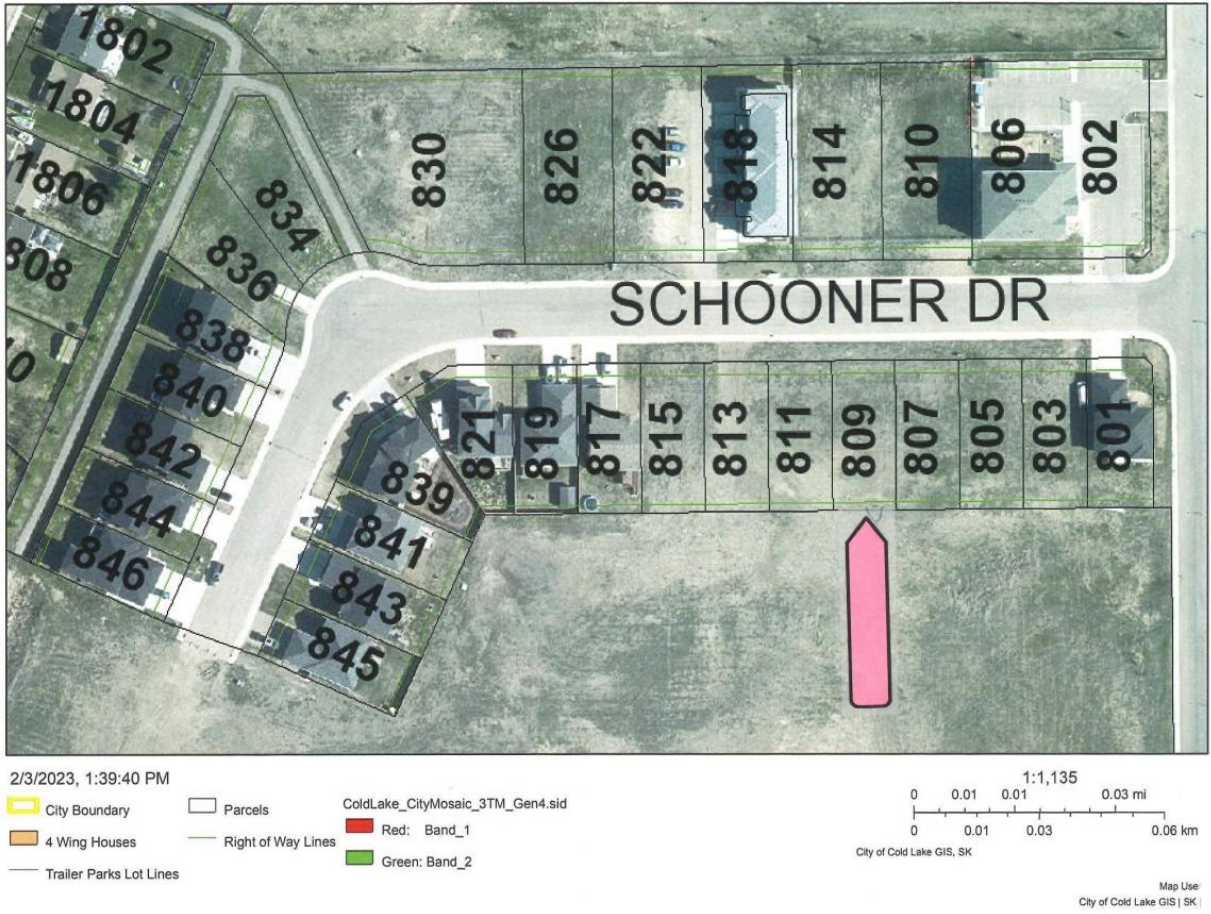 1802
1804
1806
808
10
830
826
822
818
814
810
806
802
834
836
838
840
842
844
846
SCHOONER DR
821
819
817
815
813
811
809
807
805
803
801
839
841
843
845
2/3/2023, 1:39:40 PM
City Boundary
4 Wing Houses
Trailer Parks Lot Lines
Parcels
Right of Way Lines
ColdLake_CityMosaic_3TM_Gen4.sid
Red: Band_1
Green: Band_2
1:1,135
0 0.01 0.01 0.03 mi
0 0.01 0.03 0.06 km
City of Cold Lake GIS, SK
Map Use
City of Cold Lake GIS | SK |